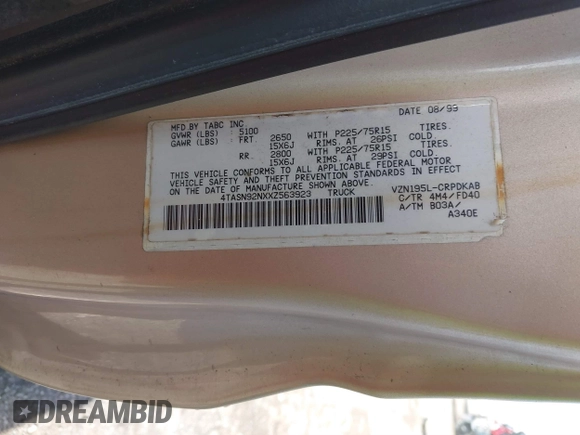 MFD BY TABC INC DATE 08/99
GVWR (LBS) 5100
GAWR (LBS) FRT. 2650 WITH P225/75R15 TIRES.
15X6J RIMS. AT 26PSI COLD.
RR. 2800 WITH P225/75R15 TIRES.
15X6J RIMS. AT 29PSI COLD.
THIS VEHICLE CONFORMS TO ALL APPLICABLE FEDERAL MOTOR
VEHICLE SAFETY AND THEFT PREVENTION STANDARDS IN EFFECT
ON THE DATE OF MANUFACTURE SHOWN ABOVE.
4TASN92NXXZ563923 TRUCK VZN195L-CRPDKAB
C/TR 4M4/FD40
A/TM B03A/
A340E
DREAMBID